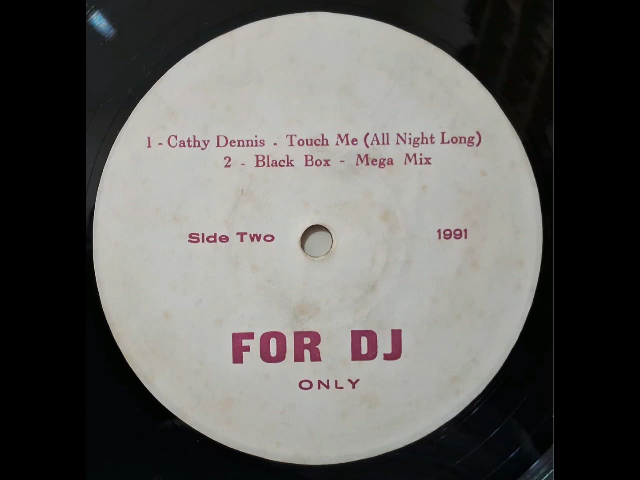 1 - Cathy Dennis - Touch Me (All Night Long)
2 - Black Box - Mega Mix
Side Two 1991
FOR DJ
ONLY